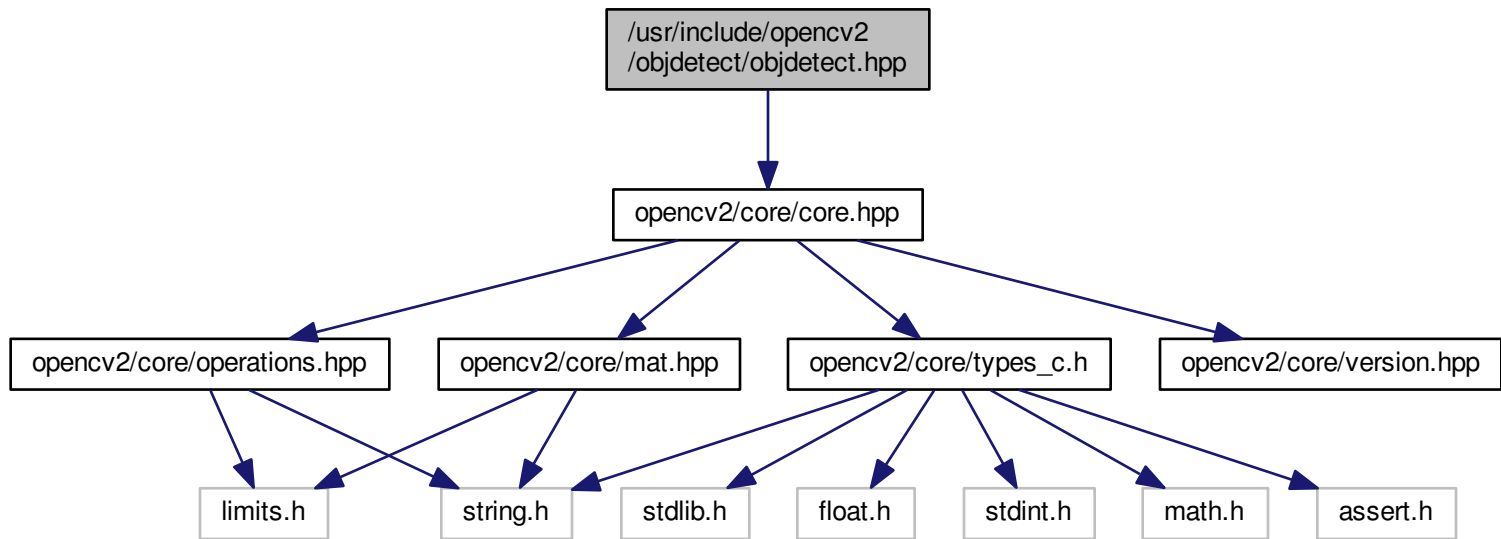 /usr/include/opencv2
/objdetect/objdetect.hpp
opencv2/core/core.hpp
opencv2/core/operations.hpp
opencv2/core/mat.hpp
opencv2/core/types_c.h
opencv2/core/version.hpp
limits.h
string.h
stdlib.h
float.h
stdint.h
math.h
assert.h